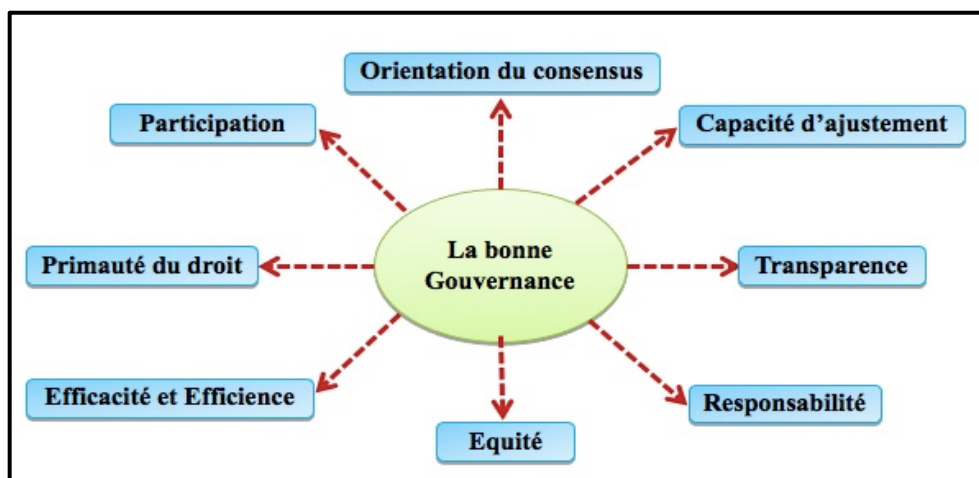 Orientation du consensus
Participation
Capacité d’ajustement
La bonne
Gouvernance
Primauté du droit
Transparence
Efficacité et Efficience
Responsabilité
Equité